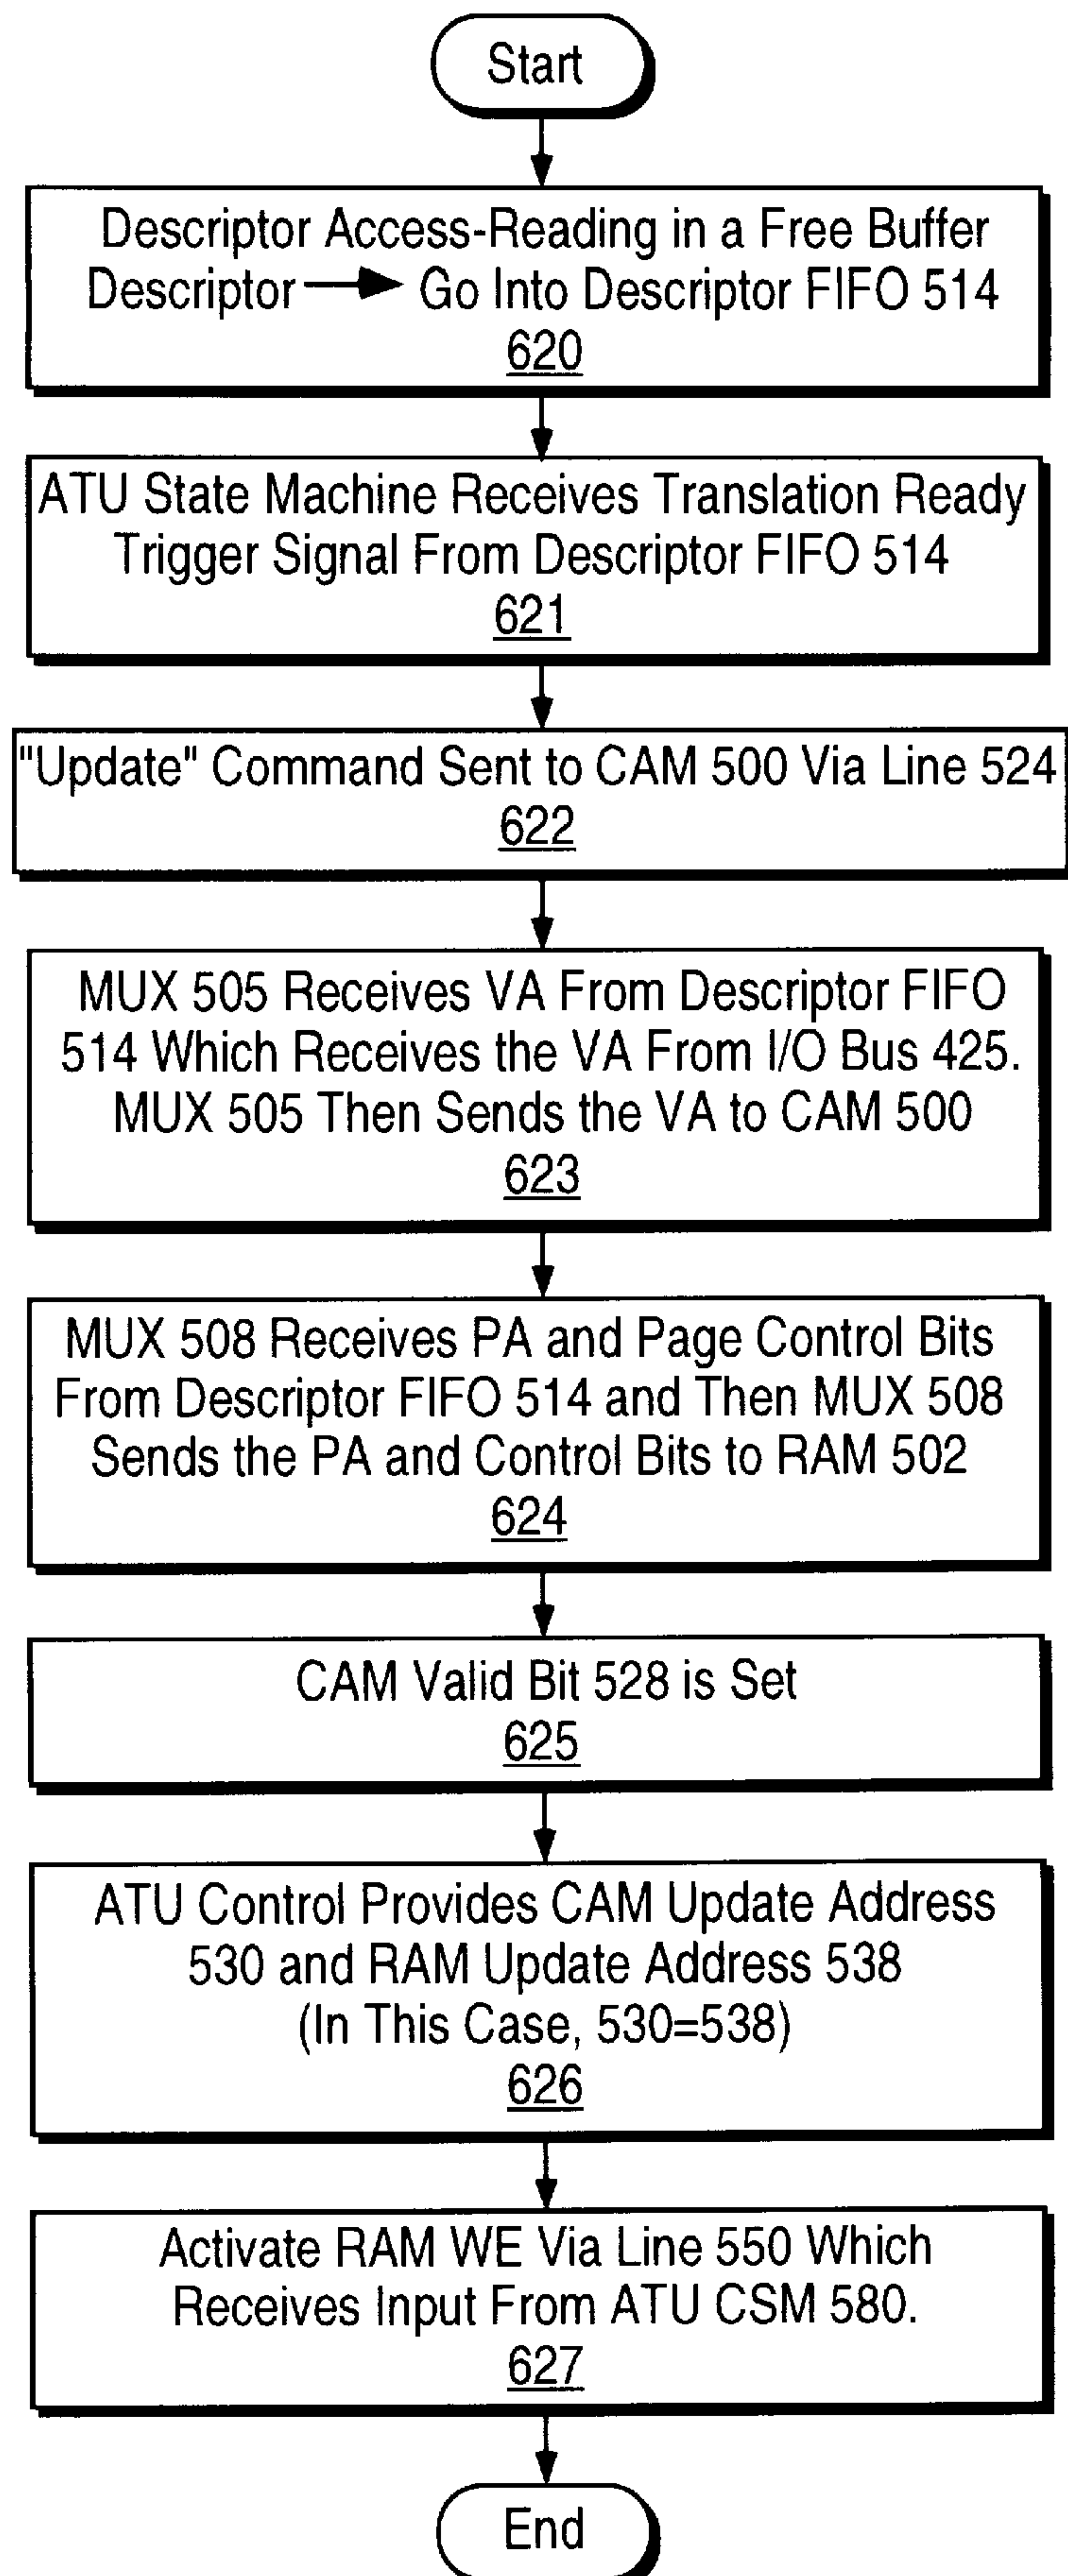 Start
Descriptor Access-Reading in a Free Buffer
Descriptor → Go Into Descriptor FIFO 514
620
ATU State Machine Receives Translation Ready
Trigger Signal From Descriptor FIFO 514
621
"Update" Command Sent to CAM 500 Via Line 524
622
MUX 505 Receives VA From Descriptor FIFO
514 Which Receives the VA From I/O Bus 425.
MUX 505 Then Sends the VA to CAM 500
623
MUX 508 Receives PA and Page Control Bits
From Descriptor FIFO 514 and Then MUX 508
Sends the PA and Control Bits to RAM 502
624
CAM Valid Bit 528 is Set
625
ATU Control Provides CAM Update Address
530 and RAM Update Address 538
(In This Case, 530=538)
626
Activate RAM WE Via Line 550 Which
Receives Input From ATU CSM 580.
627
End